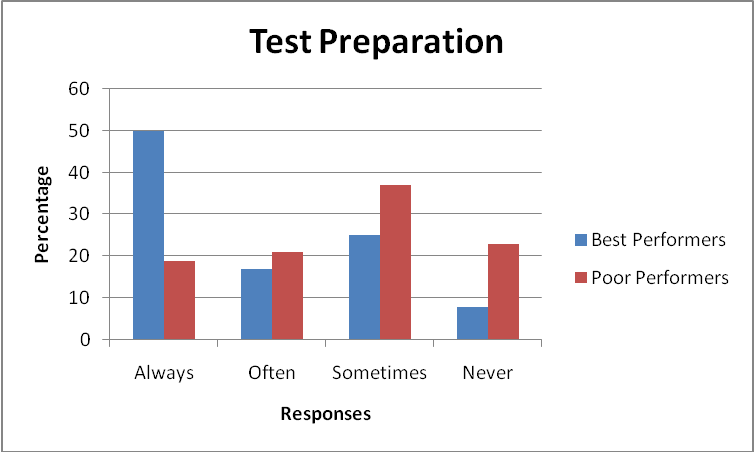 Test Preparation
60
50
40
30
20
10
0
Percentage
Always Often Sometimes Never
Responses
Best Performers
Poor Performers